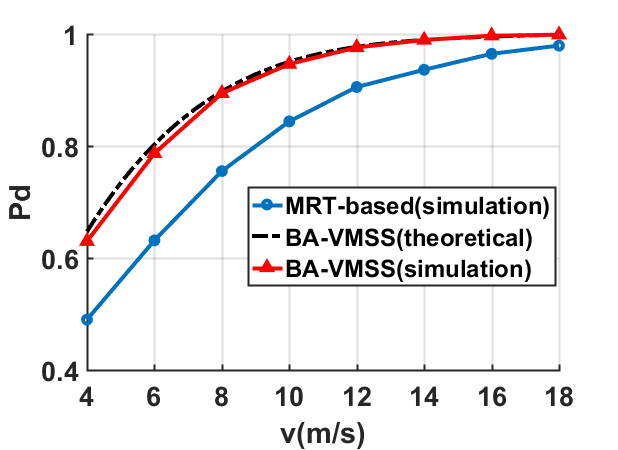 1
0.8
0.6
0.4
Pd
MRT-based(simulation)
BA-VMSS(theoretical)
BA-VMSS(simulation)
4 6 8 10 12 14 16 18
v(m/s)